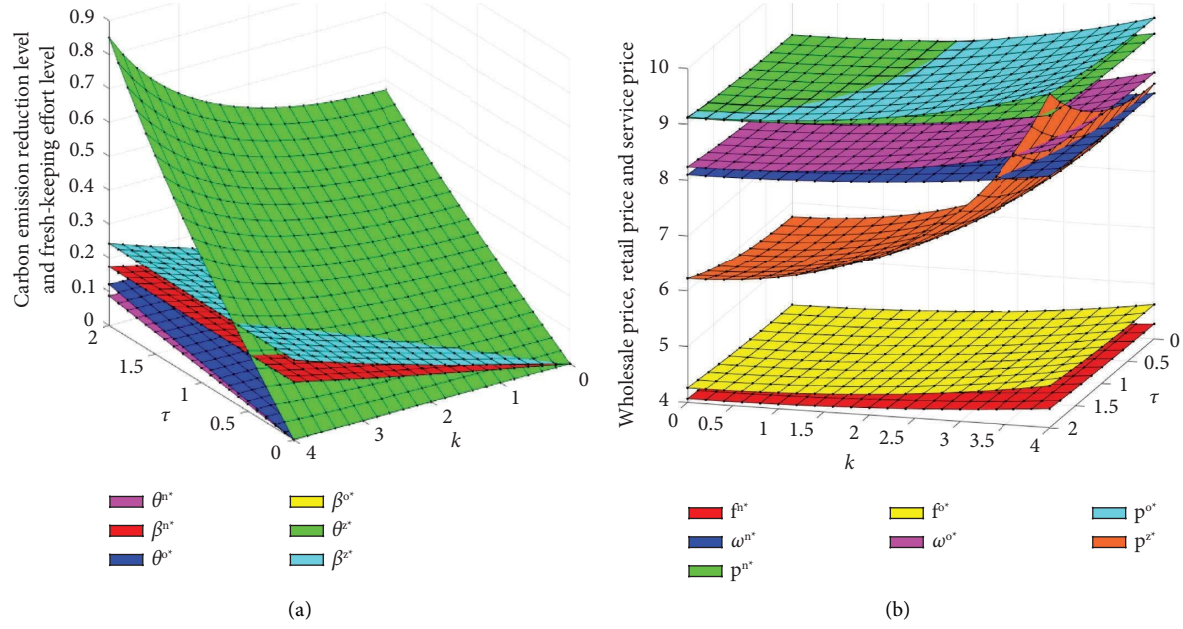 Carbon emission reduction level
and fresh-keeping effort level
0.9
0.8
0.7
0.6
0.5
0.4
0.3
0.2
0.1
0
2
1.5
1
0.5
0
τ
4
3
2
1
0
k
θⁿ*
βᵒ*
βⁿ*
θᶻ*
θᵒ*
βᶻ*
(a)
Wholesale price, retail price and service price
10
9
8
7
6
5
4
0
0.5
1
1.5
2
2.5
3
3.5
4
k
0
0.5
1
1.5
2
τ
fⁿ*
fᵒ*
pᵒ*
ωⁿ*
ωᵒ*
pᶻ*
pⁿ*
(b)